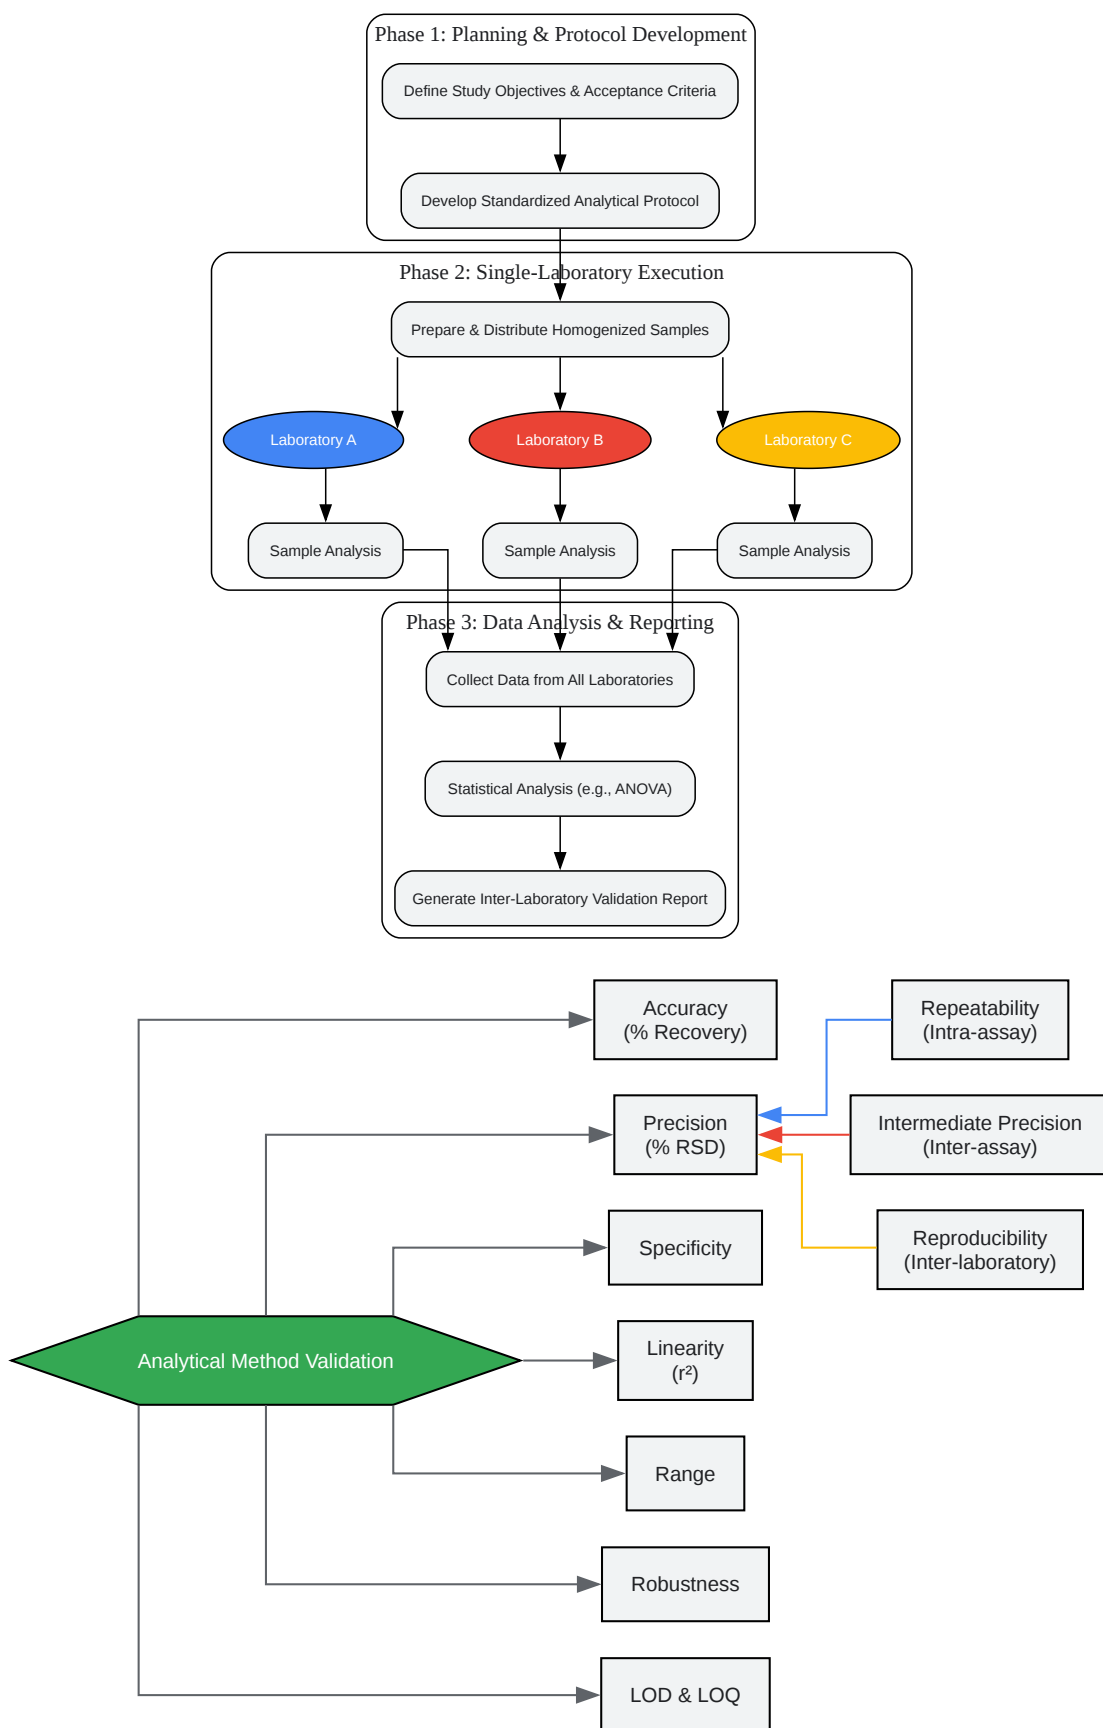 Phase 1: Planning & Protocol Development
Define Study Objectives & Acceptance Criteria
Develop Standardized Analytical Protocol
Phase 2: Single-Laboratory Execution
Prepare & Distribute Homogenized Samples
Laboratory A
Laboratory B
Laboratory C
Sample Analysis
Sample Analysis
Sample Analysis
Phase 3: Data Analysis & Reporting
Collect Data from All Laboratories
Statistical Analysis (e.g., ANOVA)
Generate Inter-Laboratory Validation Report
Accuracy
(% Recovery)
Repeatability
(Intra-assay)
Precision
(% RSD)
Intermediate Precision
(Inter-assay)
Specificity
Reproducibility
(Inter-laboratory)
Analytical Method Validation
Linearity
(r²)
Range
Robustness
LOD & LOQ